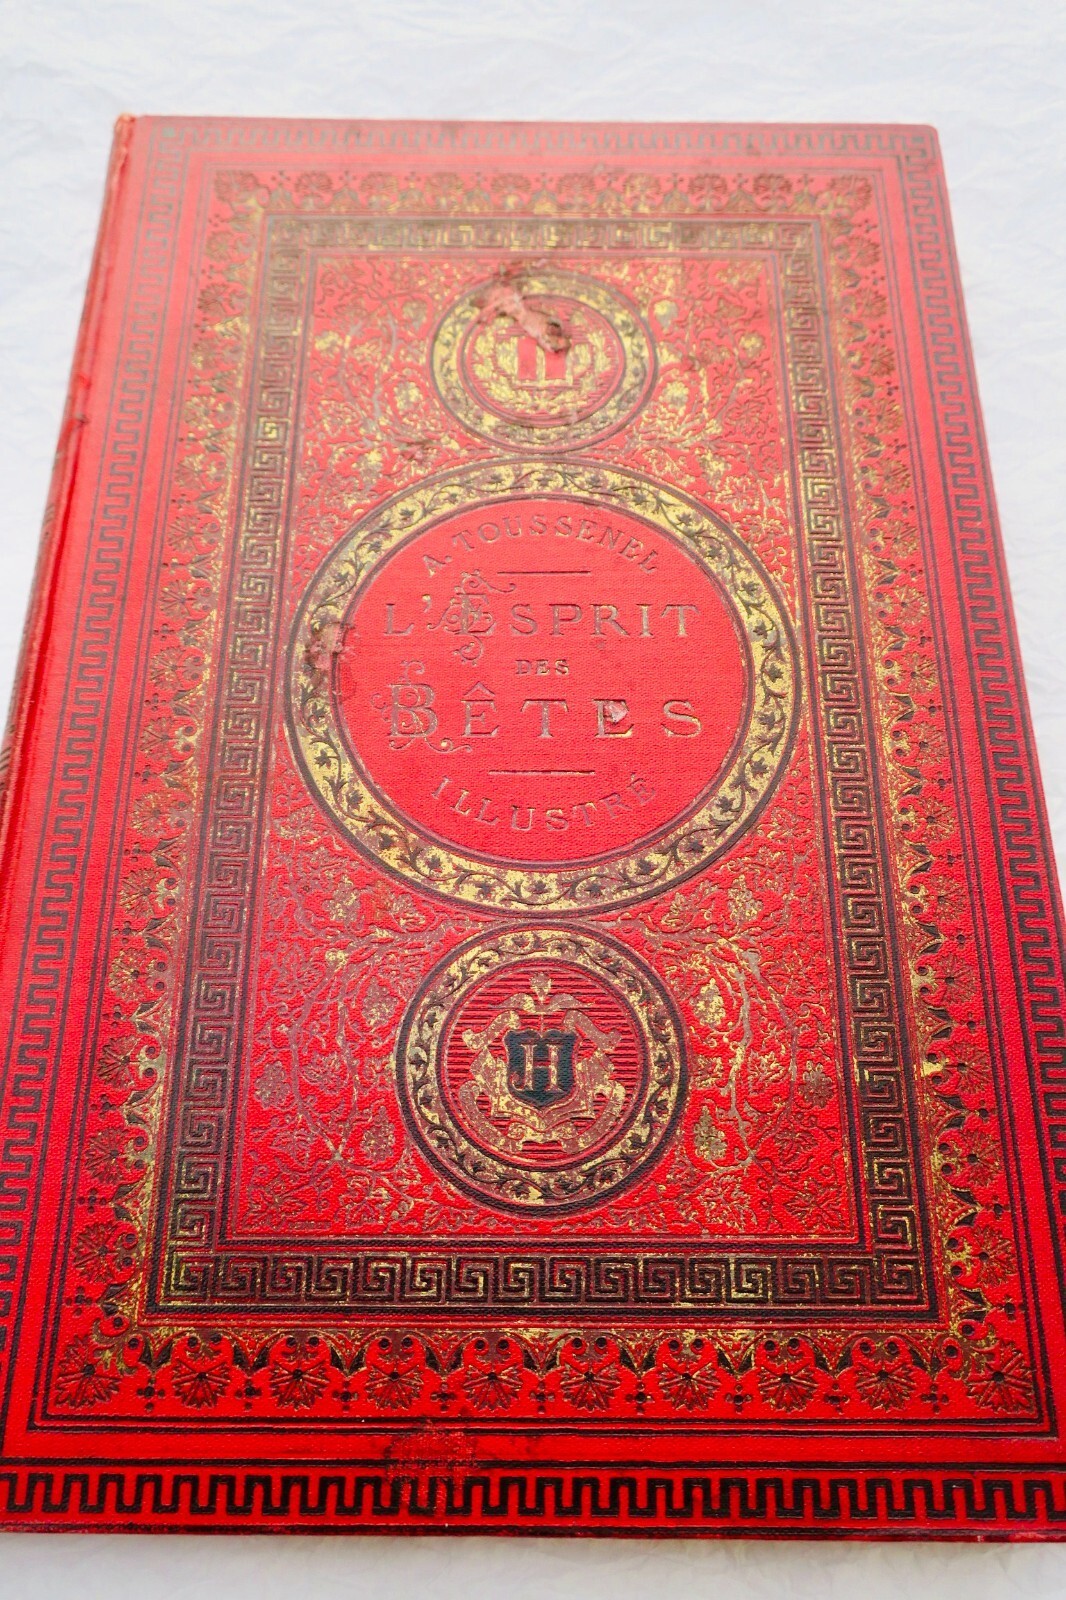 A. TOUSSENEL
L'ESPRIT
DES
BÊTES
ILLUSTRÉ
H